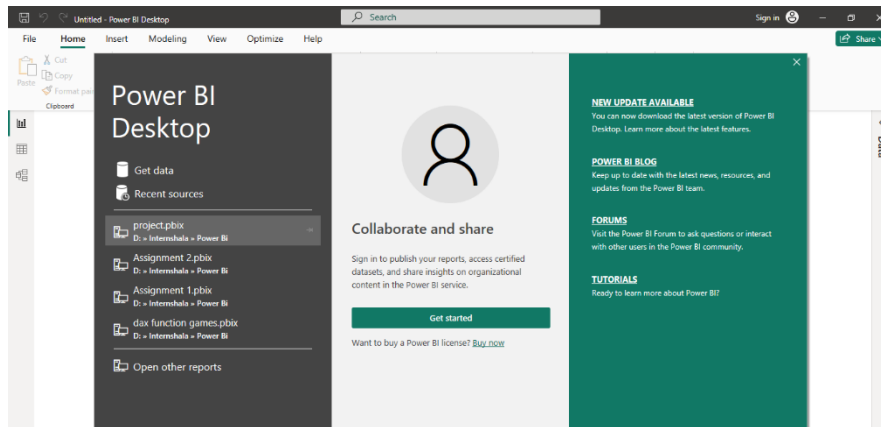 Untitled - Power BI Desktop
Search
Sign in
File Home Insert Modeling View Optimize Help
Share
Paste
Cut
Copy
Format pain
Clipboard
Power BI
Desktop
Get data
Recent sources
project.pbix
D: » Internshala » Power Bi
Assignment 2.pbix
D: » Internshala » Power Bi
Assignment 1.pbix
D: » Internshala » Power Bi
dax function games.pbix
D: » Internshala » Power Bi
Open other reports
Collaborate and share
Sign in to publish your reports, access certified
datasets, and share insights on organizational
content in the Power BI service.
Get started
Want to buy a Power BI license? Buy now
NEW UPDATE AVAILABLE
You can now download the latest version of Power BI
Desktop. Learn more about the latest features.
POWER BI BLOG
Keep up to date with the latest news, resources, and
updates from the Power BI team.
FORUMS
Visit the Power BI Forum to ask questions or interact
with other users in the Power BI community.
TUTORIALS
Ready to learn more about Power BI?